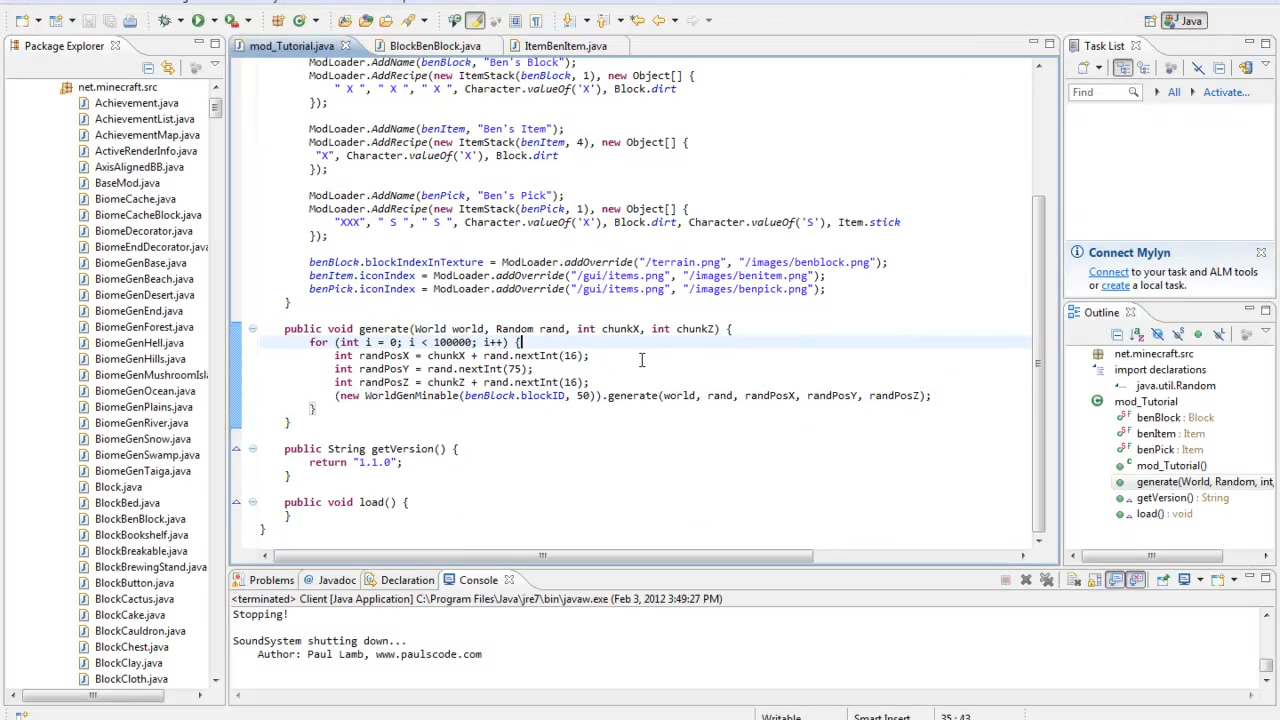 Java
Package Explorer
net.minecraft.src
Achievement.java
AchievementList.java
AchievementMap.java
ActiveRenderInfo.java
AxisAlignedBB.java
BaseMod.java
BiomeCache.java
BiomeCacheBlock.java
BiomeDecorator.java
BiomeEndDecorator.java
BiomeGenBase.java
BiomeGenBeach.java
BiomeGenDesert.java
BiomeGenEnd.java
BiomeGenForest.java
BiomeGenHell.java
BiomeGenHills.java
BiomeGenMushroomIsl
BiomeGenOcean.java
BiomeGenPlains.java
BiomeGenRiver.java
BiomeGenSnow.java
BiomeGenSwamp.java
BiomeGenTaiga.java
Block.java
BlockBed.java
BlockBenBlock.java
BlockBookshelf.java
BlockBreakable.java
BlockBrewingStand.java
BlockButton.java
BlockCactus.java
BlockCake.java
BlockCauldron.java
BlockChest.java
BlockClay.java
BlockCloth.java
mod_Tutorial.java
BlockBenBlock.java
ItemBenItem.java
ModLoader.AddName(benBlock, "Ben's Block");
ModLoader.AddRecipe(new ItemStack(benBlock, 1), new Object[] {
" X ", " X ", " X ", Character.valueOf('X'), Block.dirt
});
ModLoader.AddName(benItem, "Ben's Item");
ModLoader.AddRecipe(new ItemStack(benItem, 4), new Object[] {
"X", Character.valueOf('X'), Block.dirt
});
ModLoader.AddName(benPick, "Ben's Pick");
ModLoader.AddRecipe(new ItemStack(benPick, 1), new Object[] {
"XXX", " S ", " S ", Character.valueOf('X'), Block.dirt, Character.valueOf('S'), Item.stick
});
benBlock.blockIndexInTexture = ModLoader.addOverride("/terrain.png", "/images/benblock.png");
benItem.iconIndex = ModLoader.addOverride("/gui/items.png", "/images/benitem.png");
benPick.iconIndex = ModLoader.addOverride("/gui/items.png", "/images/benpick.png");
}
public void generate(World world, Random rand, int chunkX, int chunkZ) {
for (int i = 0; i < 100000; i++) {
int randPosX = chunkX + rand.nextInt(16);
int randPosY = rand.nextInt(75);
int randPosZ = chunkZ + rand.nextInt(16);
(new WorldGenMinable(benBlock.blockID, 50)).generate(world, rand, randPosX, randPosY, randPosZ);
}
}
public String getVersion() {
return "1.1.0";
}
public void load() {
}
}
Problems
Javadoc
Declaration
Console
<terminated> Client [Java Application] C:\Program Files\Java\jre7\bin\javaw.exe (Feb 3, 2012 3:49:27 PM)
Stopping!
SoundSystem shutting down...
Author: Paul Lamb, www.paulscode.com
Task List
Find
All
Activate...
Connect Mylyn
Connect to your task and ALM tools
or create a local task.
Outline
net.minecraft.src
import declarations
java.util.Random
mod_Tutorial
benBlock : Block
benItem : Item
benPick : Item
mod_Tutorial()
generate(World, Random, int,
getVersion() : String
load() : void
Writable
Smart Insert
35 : 43